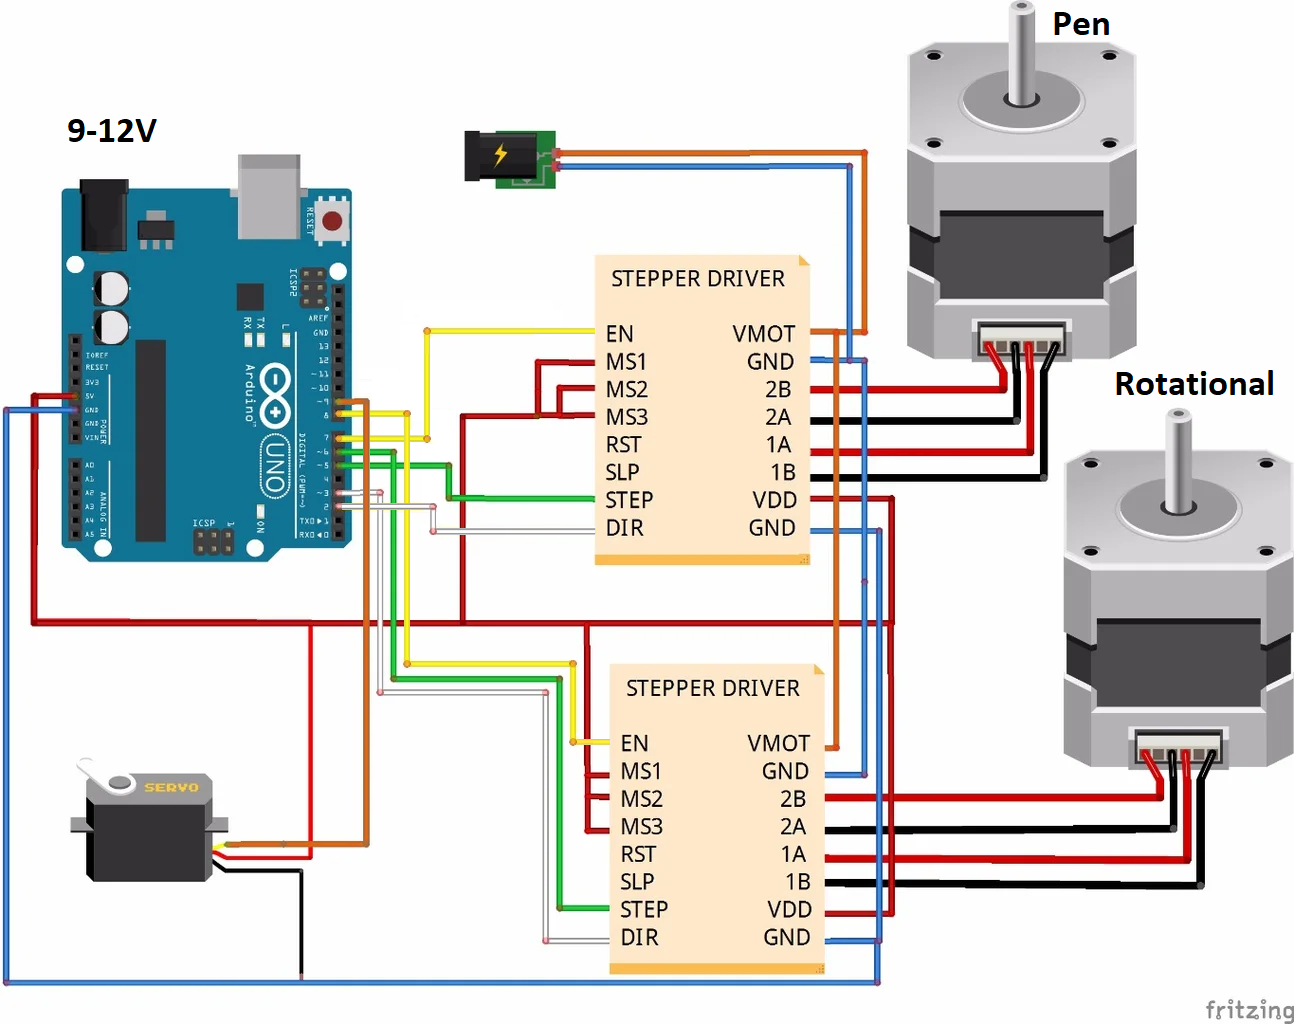 Pen
9-12V
RESET
ICSP2
STEPPER DRIVER
AREF
GND
IOREF
RESET
3V3
5V
GND
GND
VIN
POWER
RX
TX
L
13
12
~11
~10
~9
8
Arduino™
UNO
7
~6
~5
4
~3
2
TXD▶1
RXD◀0
DIGITAL (PWM~)
A0
A1
A2
A3
A4
A5
ANALOG IN
ICSP
1
ON
EN
VMOT
MS1
GND
MS2
2B
MS3
2A
RST
1A
SLP
1B
STEP
VDD
DIR
GND
Rotational
STEPPER DRIVER
EN
VMOT
MS1
GND
MS2
2B
MS3
2A
RST
1A
SLP
1B
STEP
VDD
DIR
GND
SERVO
fritzing